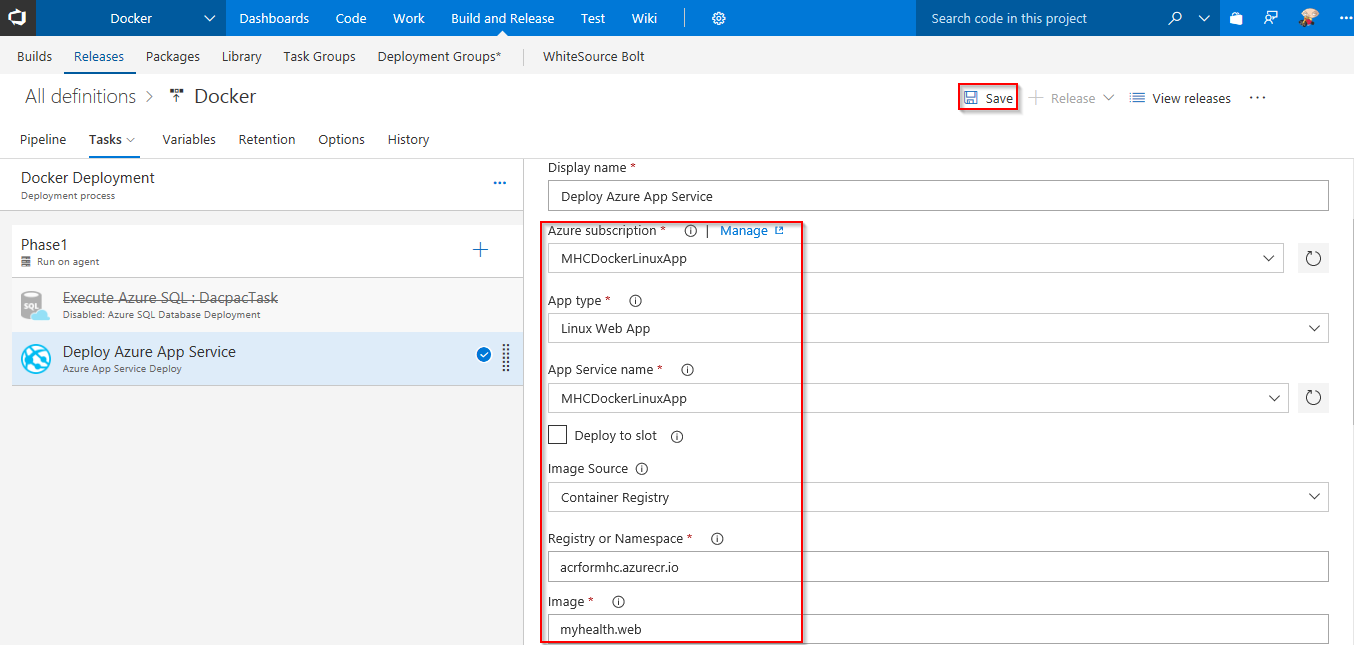 Docker Dashboards Code Work Build and Release Test Wiki Search code in this project
Builds Releases Packages Library Task Groups Deployment Groups* WhiteSource Bolt
All definitions > Docker Save Release View releases ...
Pipeline Tasks Variables Retention Options History
Docker Deployment
Deployment process
Phase1
Run on agent
SQL
Execute Azure SQL : DacpacTask
Disabled: Azure SQL Database Deployment
Deploy Azure App Service
Azure App Service Deploy
Display name *
Deploy Azure App Service
Azure subscription * | Manage
MHCDockerLinuxApp
App type *
Linux Web App
App Service name *
MHCDockerLinuxApp
Deploy to slot
Image Source
Container Registry
Registry or Namespace *
acrformhc.azurecr.io
Image *
myhealth.web